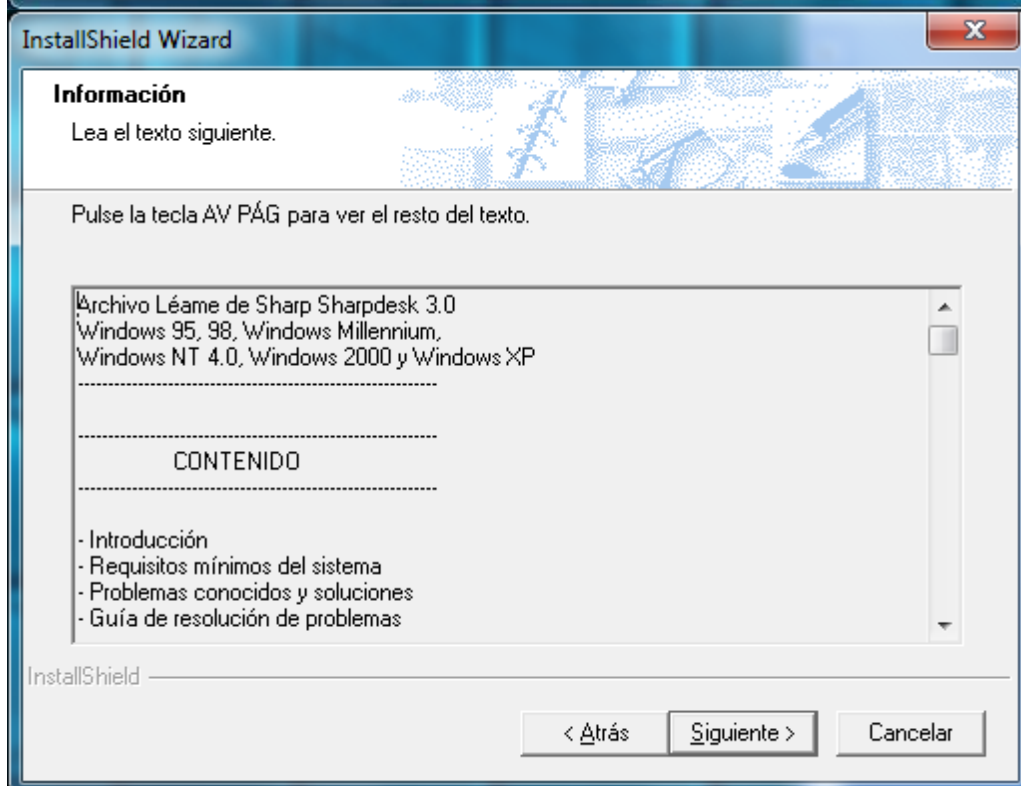 InstallShield Wizard
Información
Lea el texto siguiente.
Pulse la tecla AV PÁG para ver el resto del texto.
Archivo Léame de Sharp Sharpdesk 3.0
Windows 95, 98, Windows Millennium,
Windows NT 4.0, Windows 2000 y Windows XP
------------------------------------------------------------
------------------------------------------------------------
CONTENIDO
------------------------------------------------------------
- Introducción
- Requisitos mínimos del sistema
- Problemas conocidos y soluciones
- Guía de resolución de problemas
InstallShield
< Atrás
Siguiente >
Cancelar